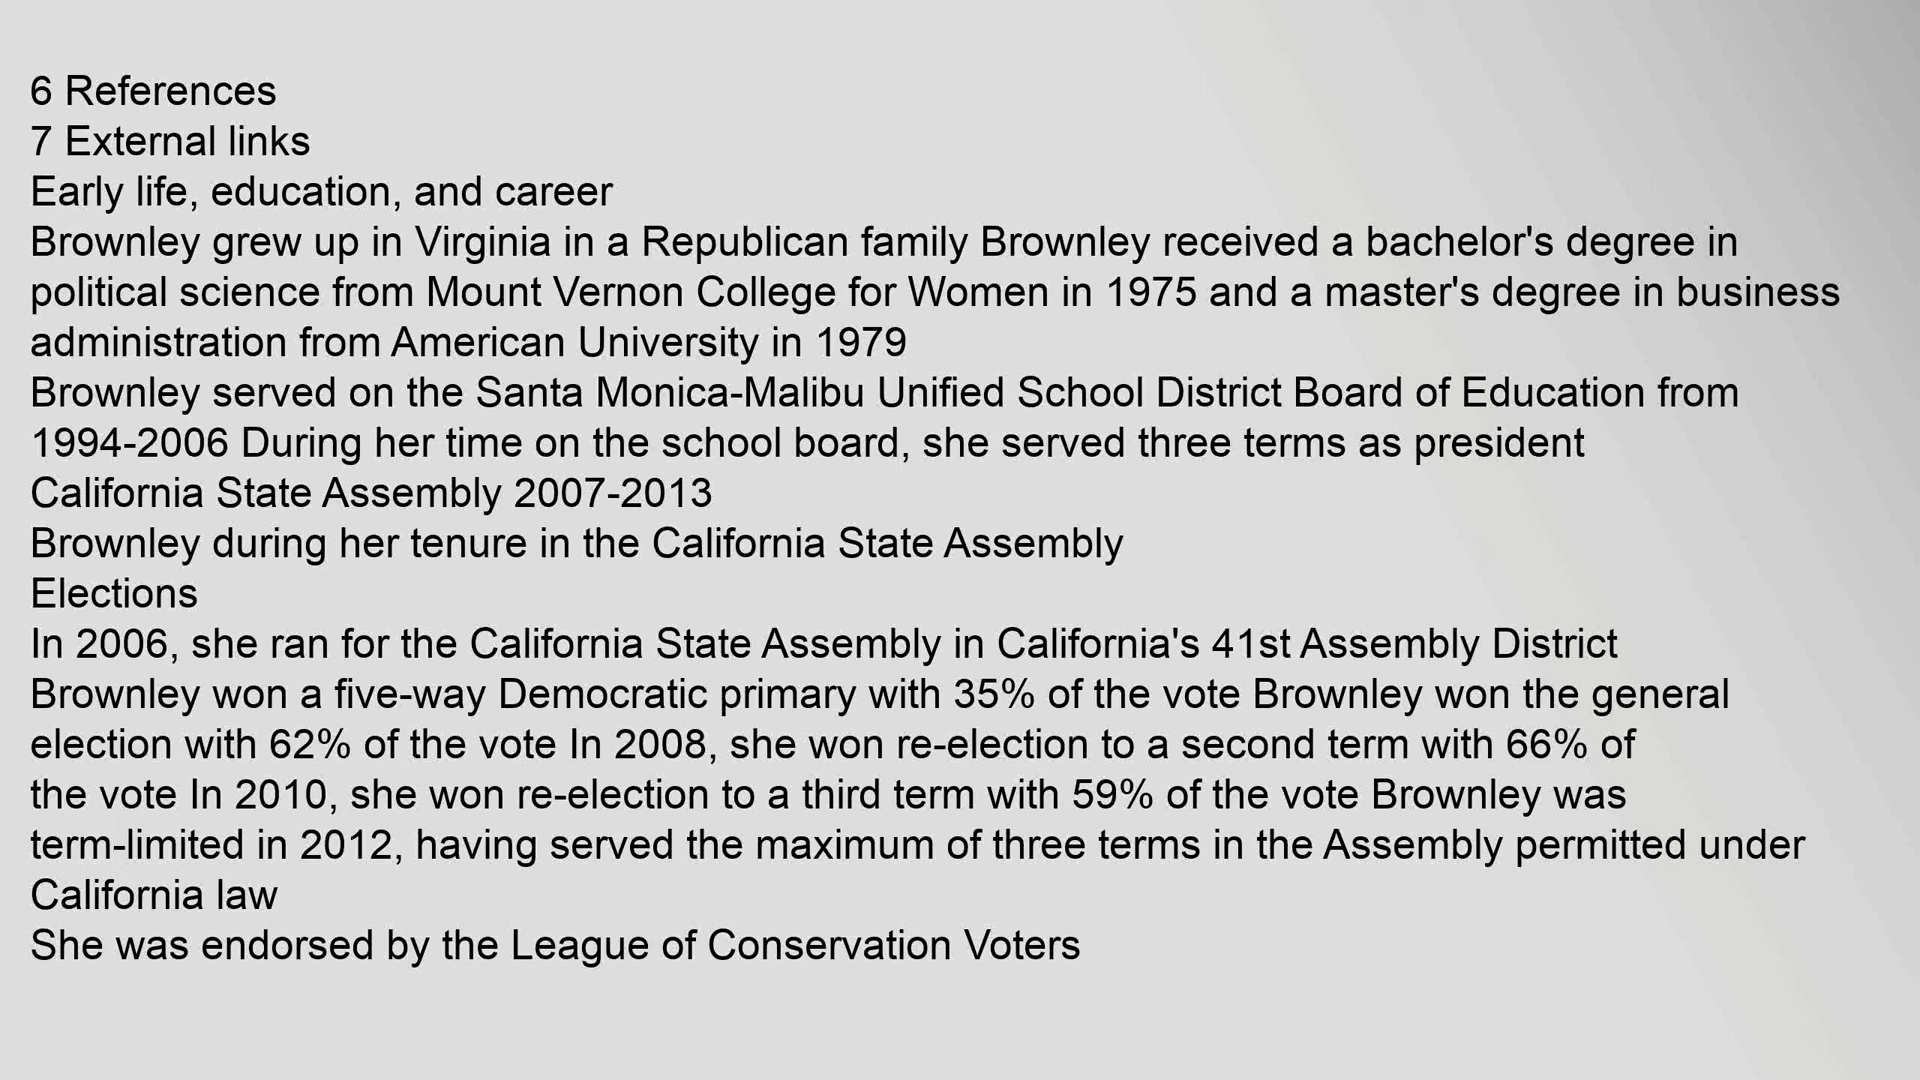 6 References
7 External links
Early life, education, and career
Brownley grew up in Virginia in a Republican family Brownley received a bachelor's degree in
political science from Mount Vernon College for Women in 1975 and a master's degree in business
administration from American University in 1979
Brownley served on the Santa Monica-Malibu Unified School District Board of Education from
1994-2006 During her time on the school board, she served three terms as president
California State Assembly 2007-2013
Brownley during her tenure in the California State Assembly
Elections
In 2006, she ran for the California State Assembly in California's 41st Assembly District
Brownley won a five-way Democratic primary with 35% of the vote Brownley won the general
election with 62% of the vote In 2008, she won re-election to a second term with 66% of
the vote In 2010, she won re-election to a third term with 59% of the vote Brownley was
term-limited in 2012, having served the maximum of three terms in the Assembly permitted under
California law
She was endorsed by the League of Conservation Voters